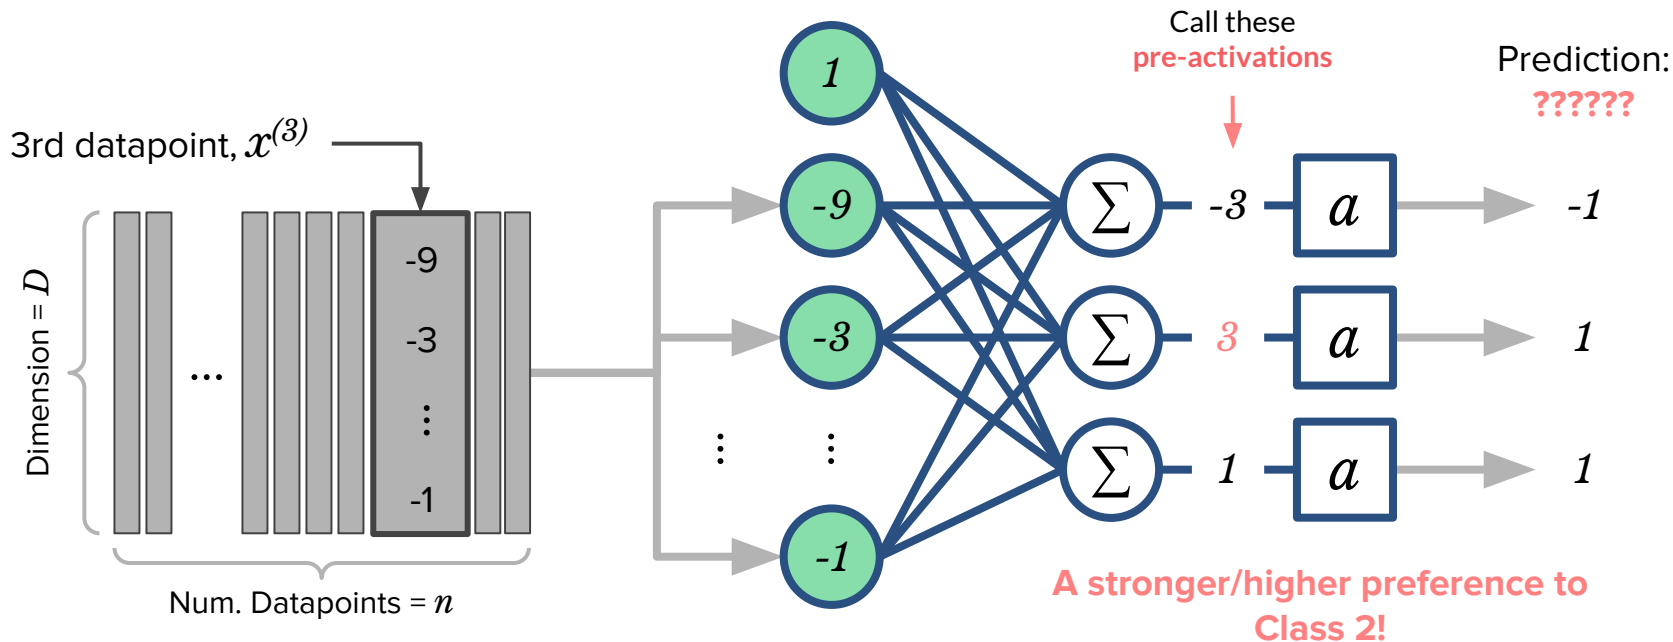 Call these
pre-activations
Prediction:
??????
3rd datapoint, x^(3)
1
-9
-3
⋮
-1
Dimension = D
...
Num. Datapoints = n
-9
-3
⋮
⋮
-1
Σ
-3
a
-1
Σ
3
a
1
Σ
1
a
1
A stronger/higher preference to
Class 2!